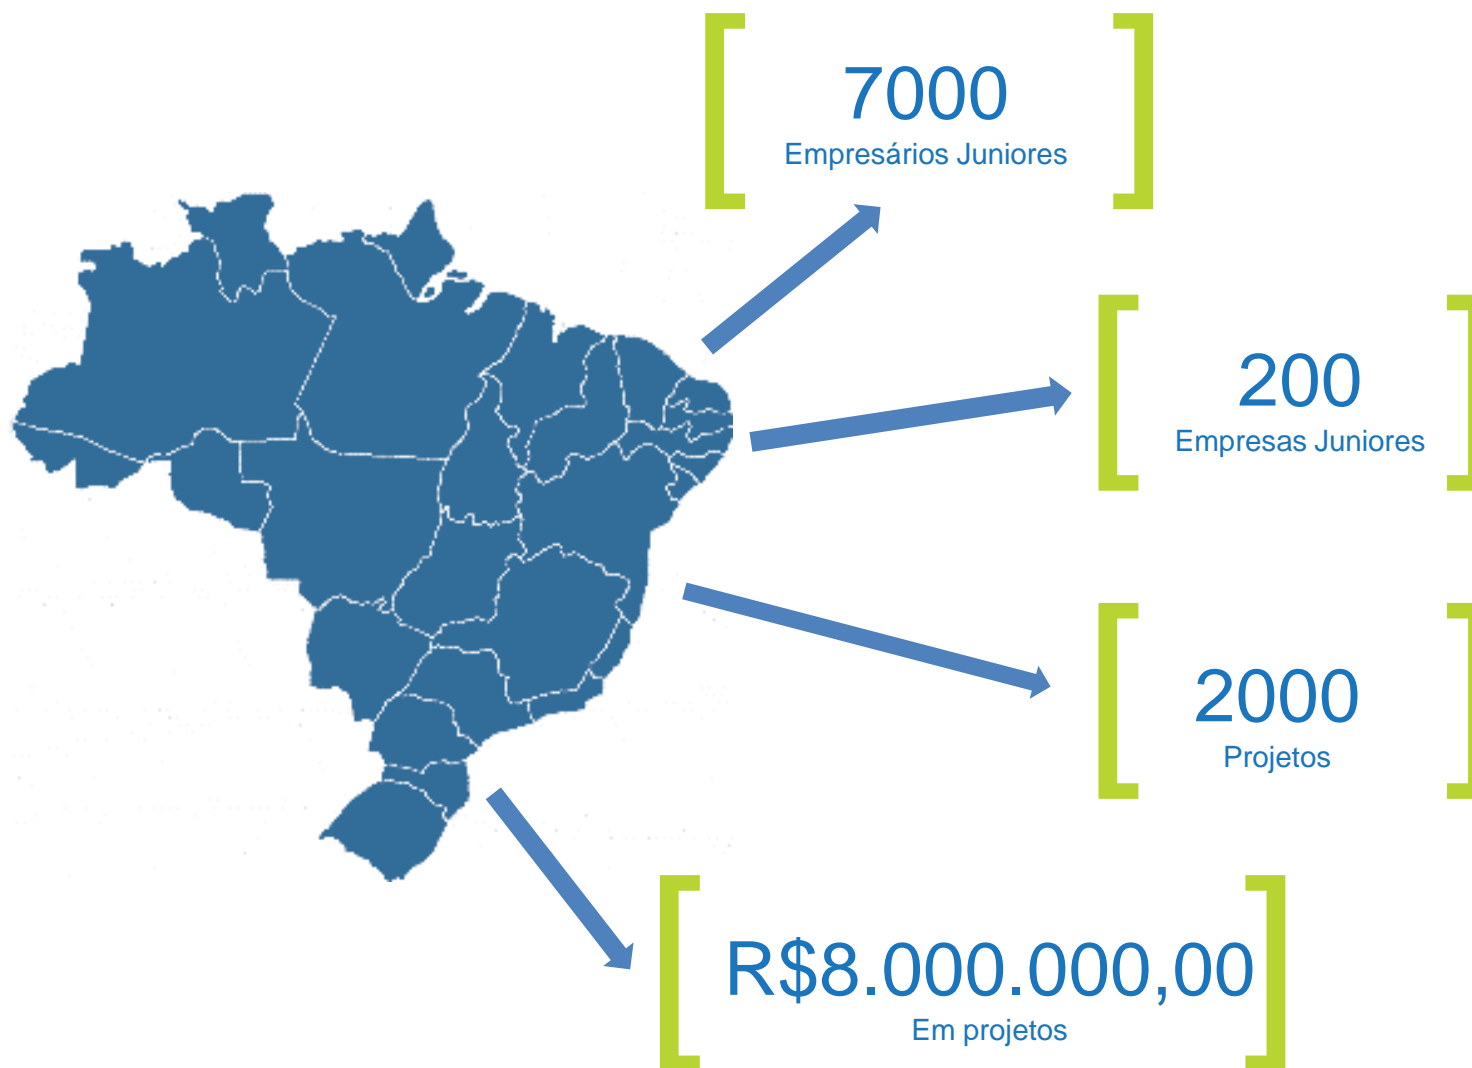 7000
Empresários Juniores
200
Empresas Juniores
2000
Projetos
R$8.000.000,00
Em projetos